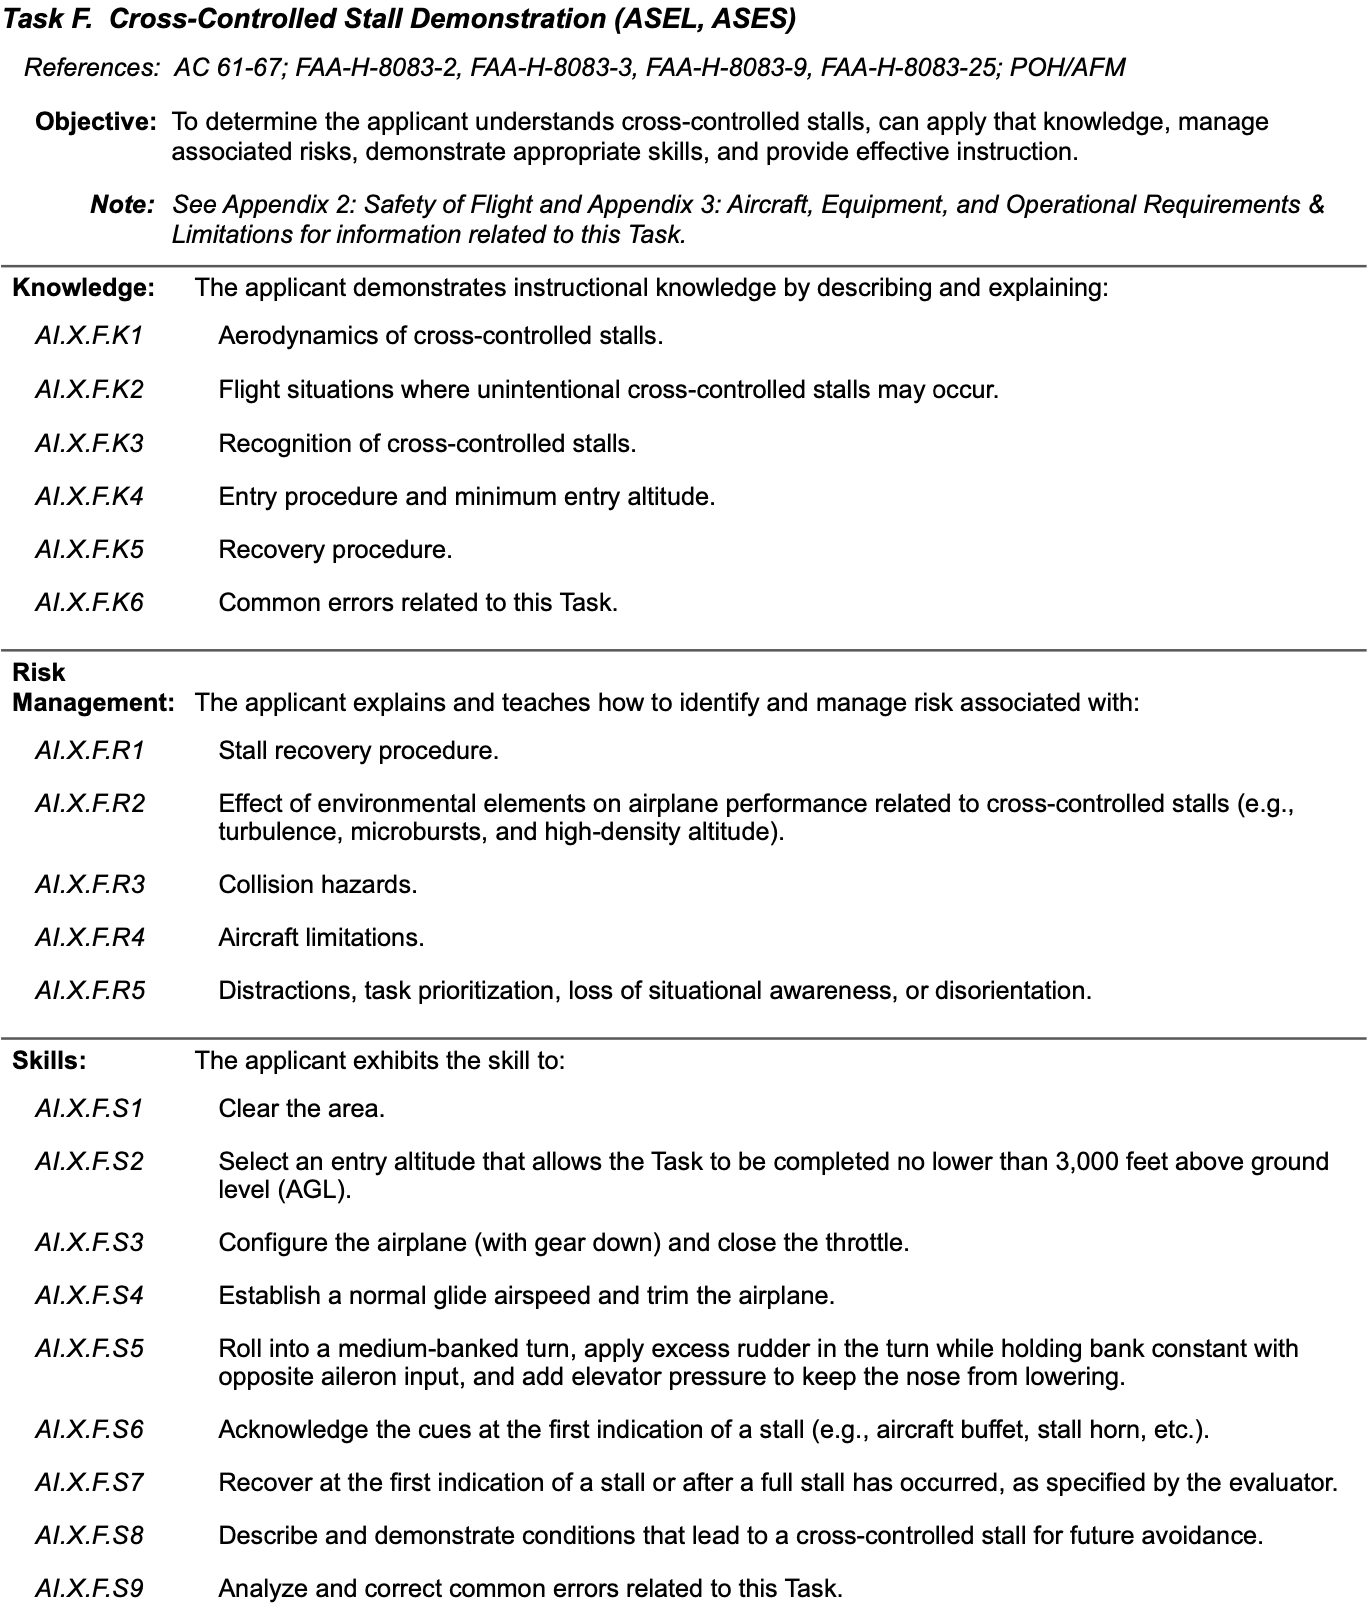 Task F. Cross-Controlled Stall Demonstration (ASEL, ASES)
References: AC 61-67; FAA-H-8083-2, FAA-H-8083-3, FAA-H-8083-9, FAA-H-8083-25; POH/AFM
Objective: To determine the applicant understands cross-controlled stalls, can apply that knowledge, manage
associated risks, demonstrate appropriate skills, and provide effective instruction.
Note: See Appendix 2: Safety of Flight and Appendix 3: Aircraft, Equipment, and Operational Requirements &
Limitations for information related to this Task.
Knowledge: The applicant demonstrates instructional knowledge by describing and explaining:
AI.X.F.K1 Aerodynamics of cross-controlled stalls.
AI.X.F.K2 Flight situations where unintentional cross-controlled stalls may occur.
AI.X.F.K3 Recognition of cross-controlled stalls.
AI.X.F.K4 Entry procedure and minimum entry altitude.
AI.X.F.K5 Recovery procedure.
AI.X.F.K6 Common errors related to this Task.
Risk
Management: The applicant explains and teaches how to identify and manage risk associated with:
AI.X.F.R1 Stall recovery procedure.
AI.X.F.R2 Effect of environmental elements on airplane performance related to cross-controlled stalls (e.g.,
turbulence, microbursts, and high-density altitude).
AI.X.F.R3 Collision hazards.
AI.X.F.R4 Aircraft limitations.
AI.X.F.R5 Distractions, task prioritization, loss of situational awareness, or disorientation.
Skills: The applicant exhibits the skill to:
AI.X.F.S1 Clear the area.
AI.X.F.S2 Select an entry altitude that allows the Task to be completed no lower than 3,000 feet above ground
level (AGL).
AI.X.F.S3 Configure the airplane (with gear down) and close the throttle.
AI.X.F.S4 Establish a normal glide airspeed and trim the airplane.
AI.X.F.S5 Roll into a medium-banked turn, apply excess rudder in the turn while holding bank constant with
opposite aileron input, and add elevator pressure to keep the nose from lowering.
AI.X.F.S6 Acknowledge the cues at the first indication of a stall (e.g., aircraft buffet, stall horn, etc.).
AI.X.F.S7 Recover at the first indication of a stall or after a full stall has occurred, as specified by the evaluator.
AI.X.F.S8 Describe and demonstrate conditions that lead to a cross-controlled stall for future avoidance.
AI.X.F.S9 Analyze and correct common errors related to this Task.